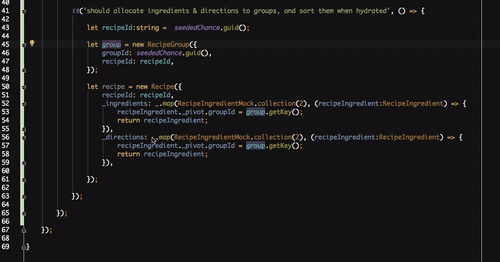 40
41 it('should allocate ingredients & directions to groups, and sort them when hydrated', () => {
42
43 let recipeId:string = seededChance.guid();
44
45 let group = new RecipeGroup({
46 groupId: seededChance.guid(),
47 recipeId: recipeId,
48 });
49
50 let recipe = new Recipe({
51 recipeId: recipeId,
52 _ingredients: _.map(RecipeIngredientMock.collection(2), (recipeIngredient:RecipeIngredient) => {
53 recipeIngredient._pivot.groupId = group.getKey();
54 return recipeIngredient;
55 }),
56 _directions: _.map(RecipeIngredientMock.collection(2), (recipeIngredient:RecipeIngredient) => {
57 recipeIngredient._pivot.groupId = group.getKey();
58 return recipeIngredient;
59 }),
60
61 });
62
63 });
64
65 });
66
67 });
68
69 }